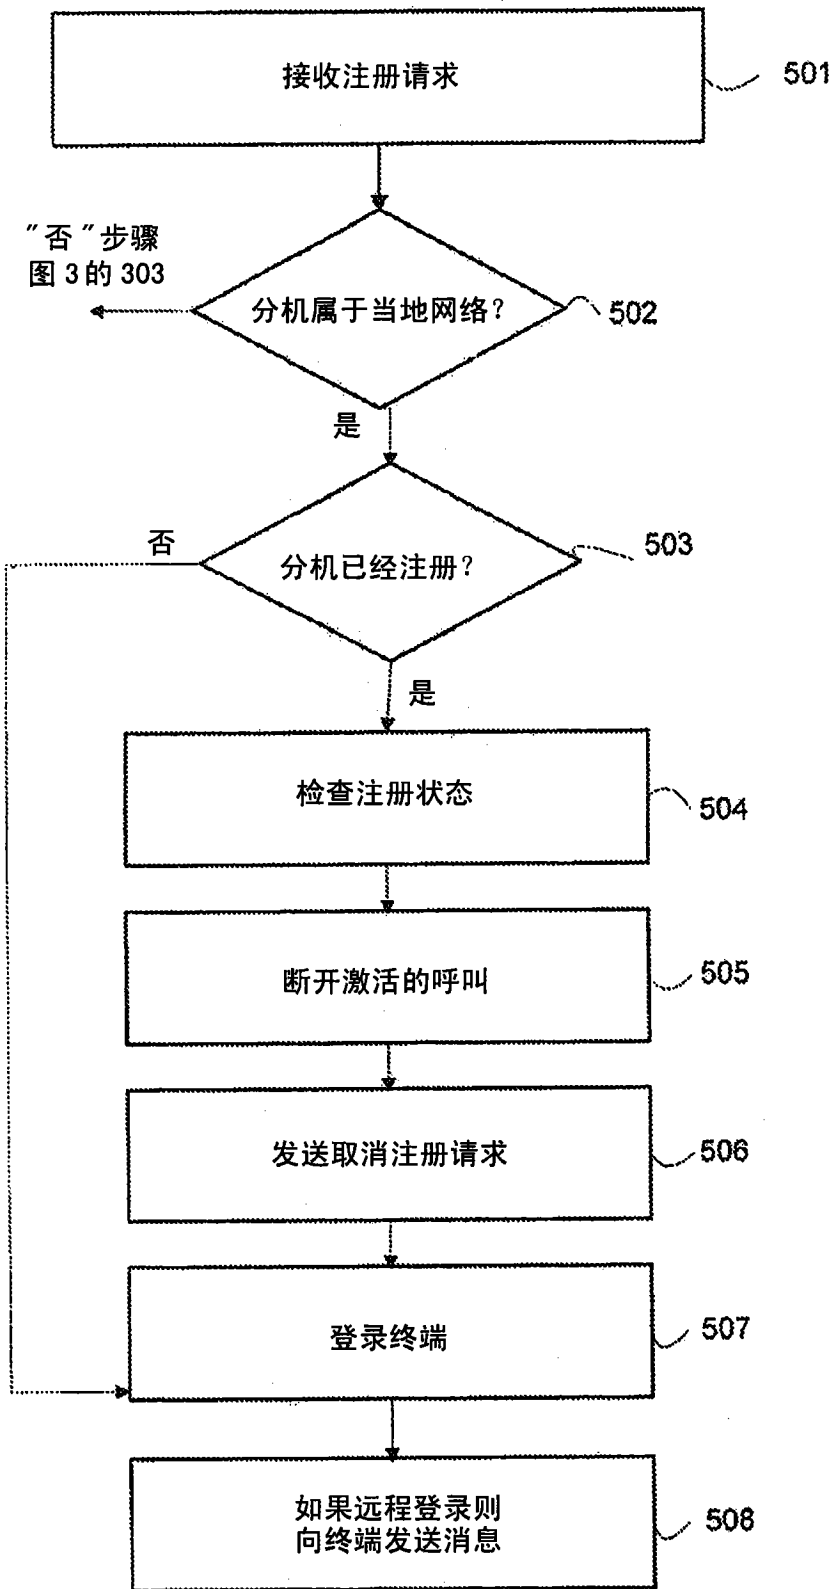 接收注册请求
501
"否"步骤
图3的303
分机属于当地网络?
502
是
否
分机已经注册?
503
是
检查注册状态
504
断开激活的呼叫
505
发送取消注册请求
506
登录终端
507
如果远程登录则
向终端发送消息
508